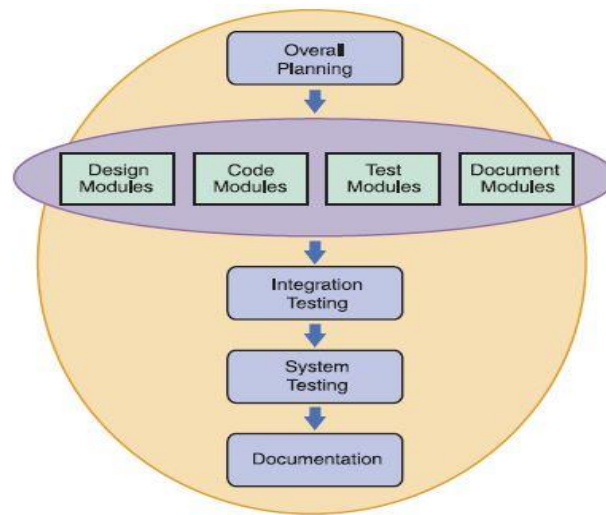 Overall
Planning
Design
Modules
Code
Modules
Test
Modules
Document
Modules
Integration
Testing
System
Testing
Documentation